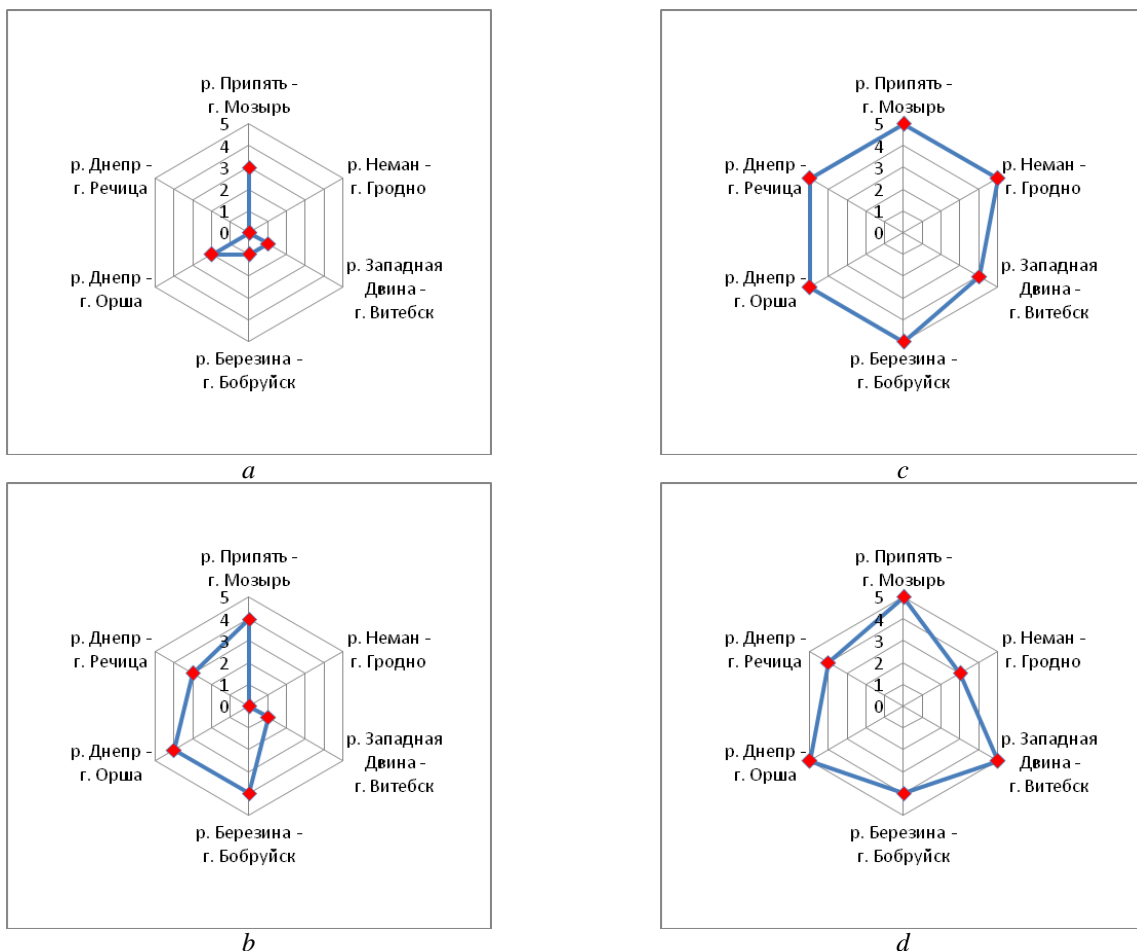 р. Припять -
г. Мозырь
5
4
3
2
1
0
р. Неман -
г. Гродно
р. Западная
Двина -
г. Витебск
р. Березина -
г. Бобруйск
р. Днепр -
г. Орша
р. Днепр -
г. Речица
a
р. Припять -
г. Мозырь
5
4
3
2
1
0
р. Неман -
г. Гродно
р. Западная
Двина -
г. Витебск
р. Березина -
г. Бобруйск
р. Днепр -
г. Орша
р. Днепр -
г. Речица
c
р. Припять -
г. Мозырь
5
4
3
2
1
0
р. Неман -
г. Гродно
р. Западная
Двина -
г. Витебск
р. Березина -
г. Бобруйск
р. Днепр -
г. Орша
р. Днепр -
г. Речица
b
р. Припять -
г. Мозырь
5
4
3
2
1
0
р. Неман -
г. Гродно
р. Западная
Двина -
г. Витебск
р. Березина -
г. Бобруйск
р. Днепр -
г. Орша
р. Днепр -
г. Речица
d